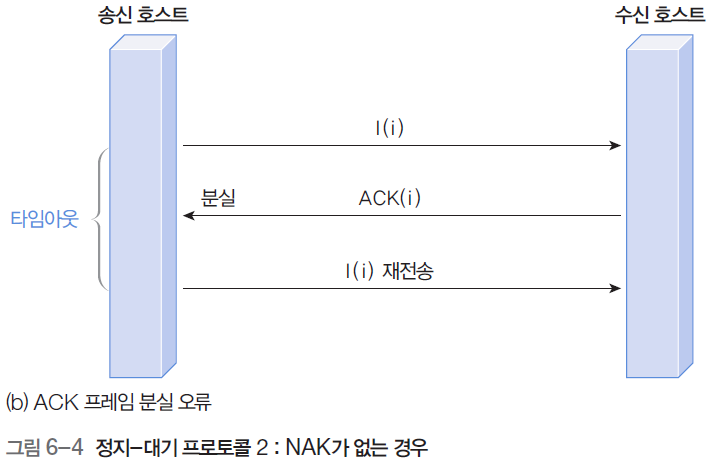 송신 호스트
수신 호스트
I(i)
분실
ACK(i)
타임아웃
I(i) 재전송
(b) ACK 프레임 분실 오류
그림 6-4 정지-대기 프로토콜 2 : NAK가 없는 경우